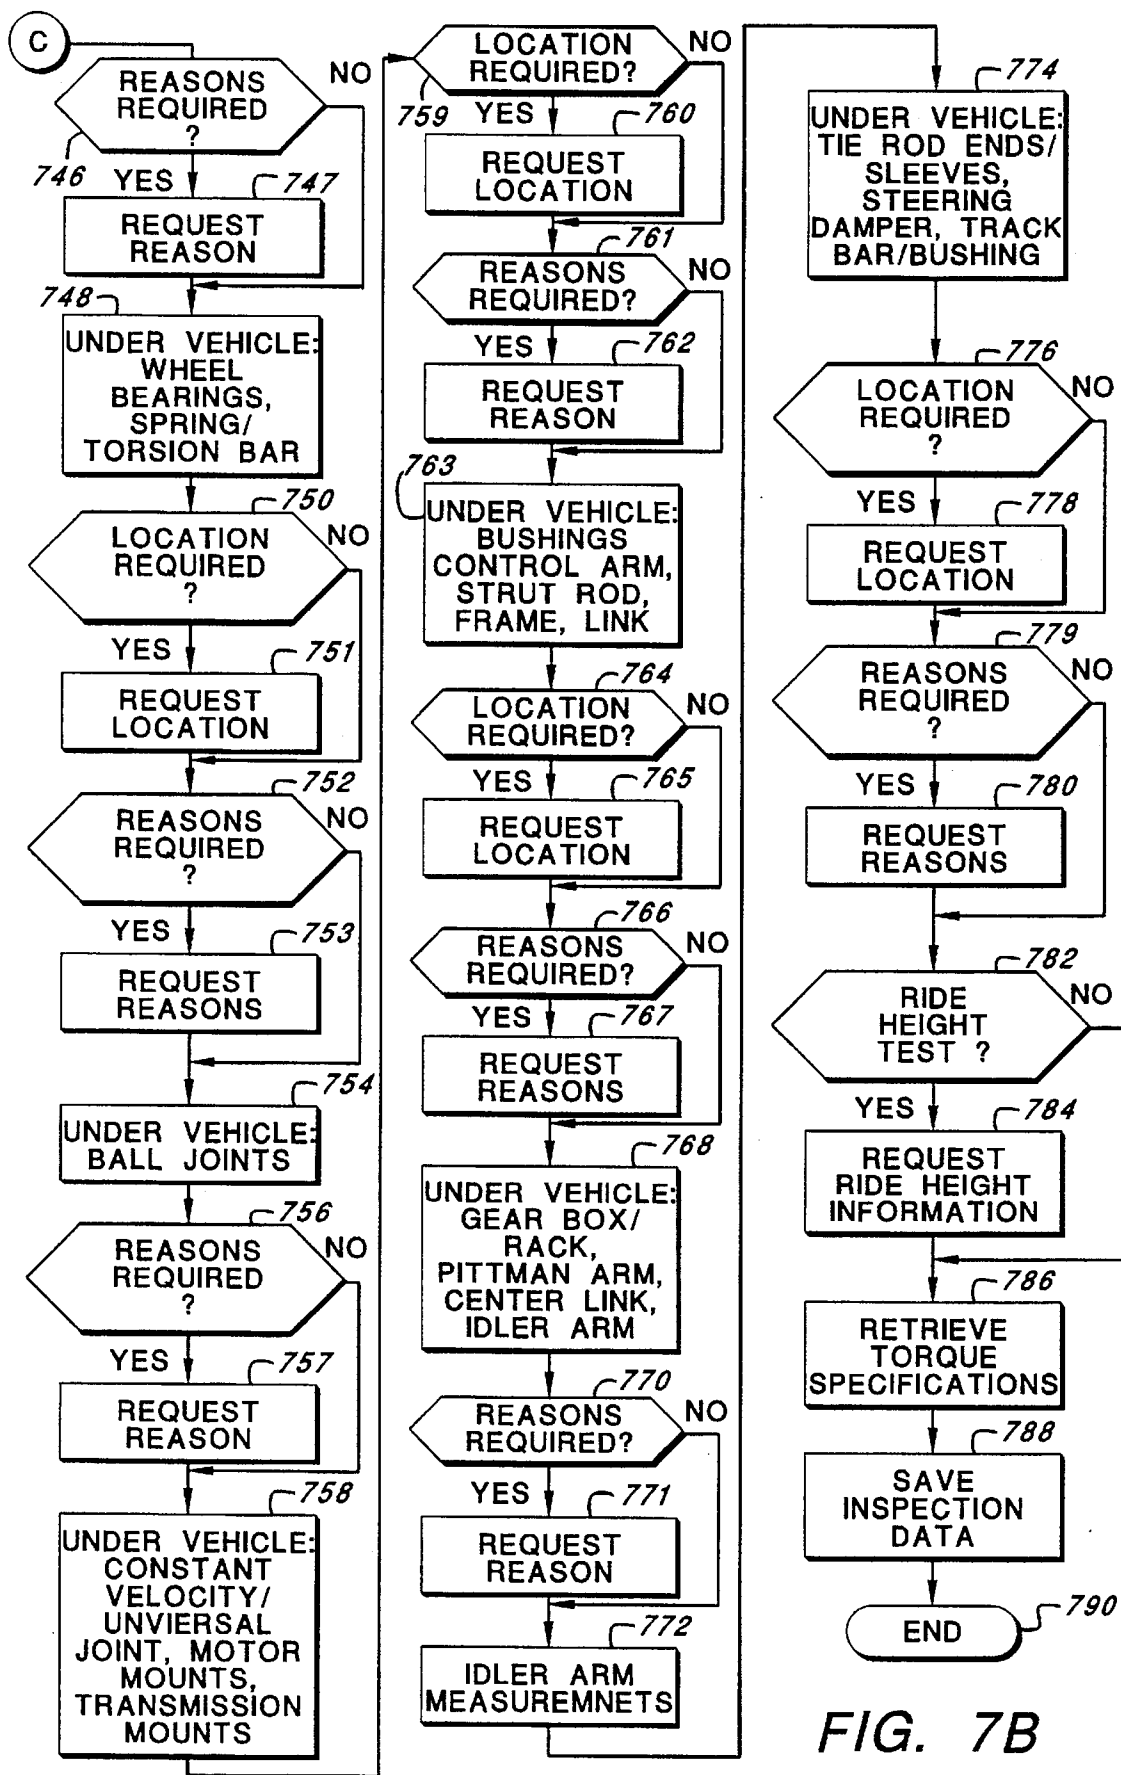 C
REASONS
REQUIRED
?
NO
746
YES
747
REQUEST
REASON
748
UNDER VEHICLE:
WHEEL
BEARINGS,
SPRING/
TORSION BAR
750
LOCATION
REQUIRED
?
NO
YES
751
REQUEST
LOCATION
752
REASONS
REQUIRED
?
NO
YES
753
REQUEST
REASONS
754
UNDER VEHICLE:
BALL JOINTS
756
REASONS
REQUIRED
?
NO
YES
757
REQUEST
REASON
758
UNDER VEHICLE:
CONSTANT
VELOCITY/
UNVIERSAL
JOINT, MOTOR
MOUNTS,
TRANSMISSION
MOUNTS
LOCATION
REQUIRED?
NO
759
YES
760
REQUEST
LOCATION
761
REASONS
REQUIRED?
NO
YES
762
REQUEST
REASON
763
UNDER VEHICLE:
BUSHINGS
CONTROL ARM,
STRUT ROD,
FRAME, LINK
764
LOCATION
REQUIRED?
NO
YES
765
REQUEST
LOCATION
766
REASONS
REQUIRED?
NO
YES
767
REQUEST
REASONS
768
UNDER VEHICLE:
GEAR BOX/
RACK,
PITTMAN ARM,
CENTER LINK,
IDLER ARM
770
REASONS
REQUIRED?
NO
YES
771
REQUEST
REASON
772
IDLER ARM
MEASUREMNETS
774
UNDER VEHICLE:
TIE ROD ENDS/
SLEEVES,
STEERING
DAMPER, TRACK
BAR/BUSHING
776
LOCATION
REQUIRED
?
NO
YES
778
REQUEST
LOCATION
779
REASONS
REQUIRED
?
NO
YES
780
REQUEST
REASONS
782
RIDE
HEIGHT
TEST ?
NO
YES
784
REQUEST
RIDE HEIGHT
INFORMATION
786
RETRIEVE
TORQUE
SPECIFICATIONS
788
SAVE
INSPECTION
DATA
END
790
FIG. 7B